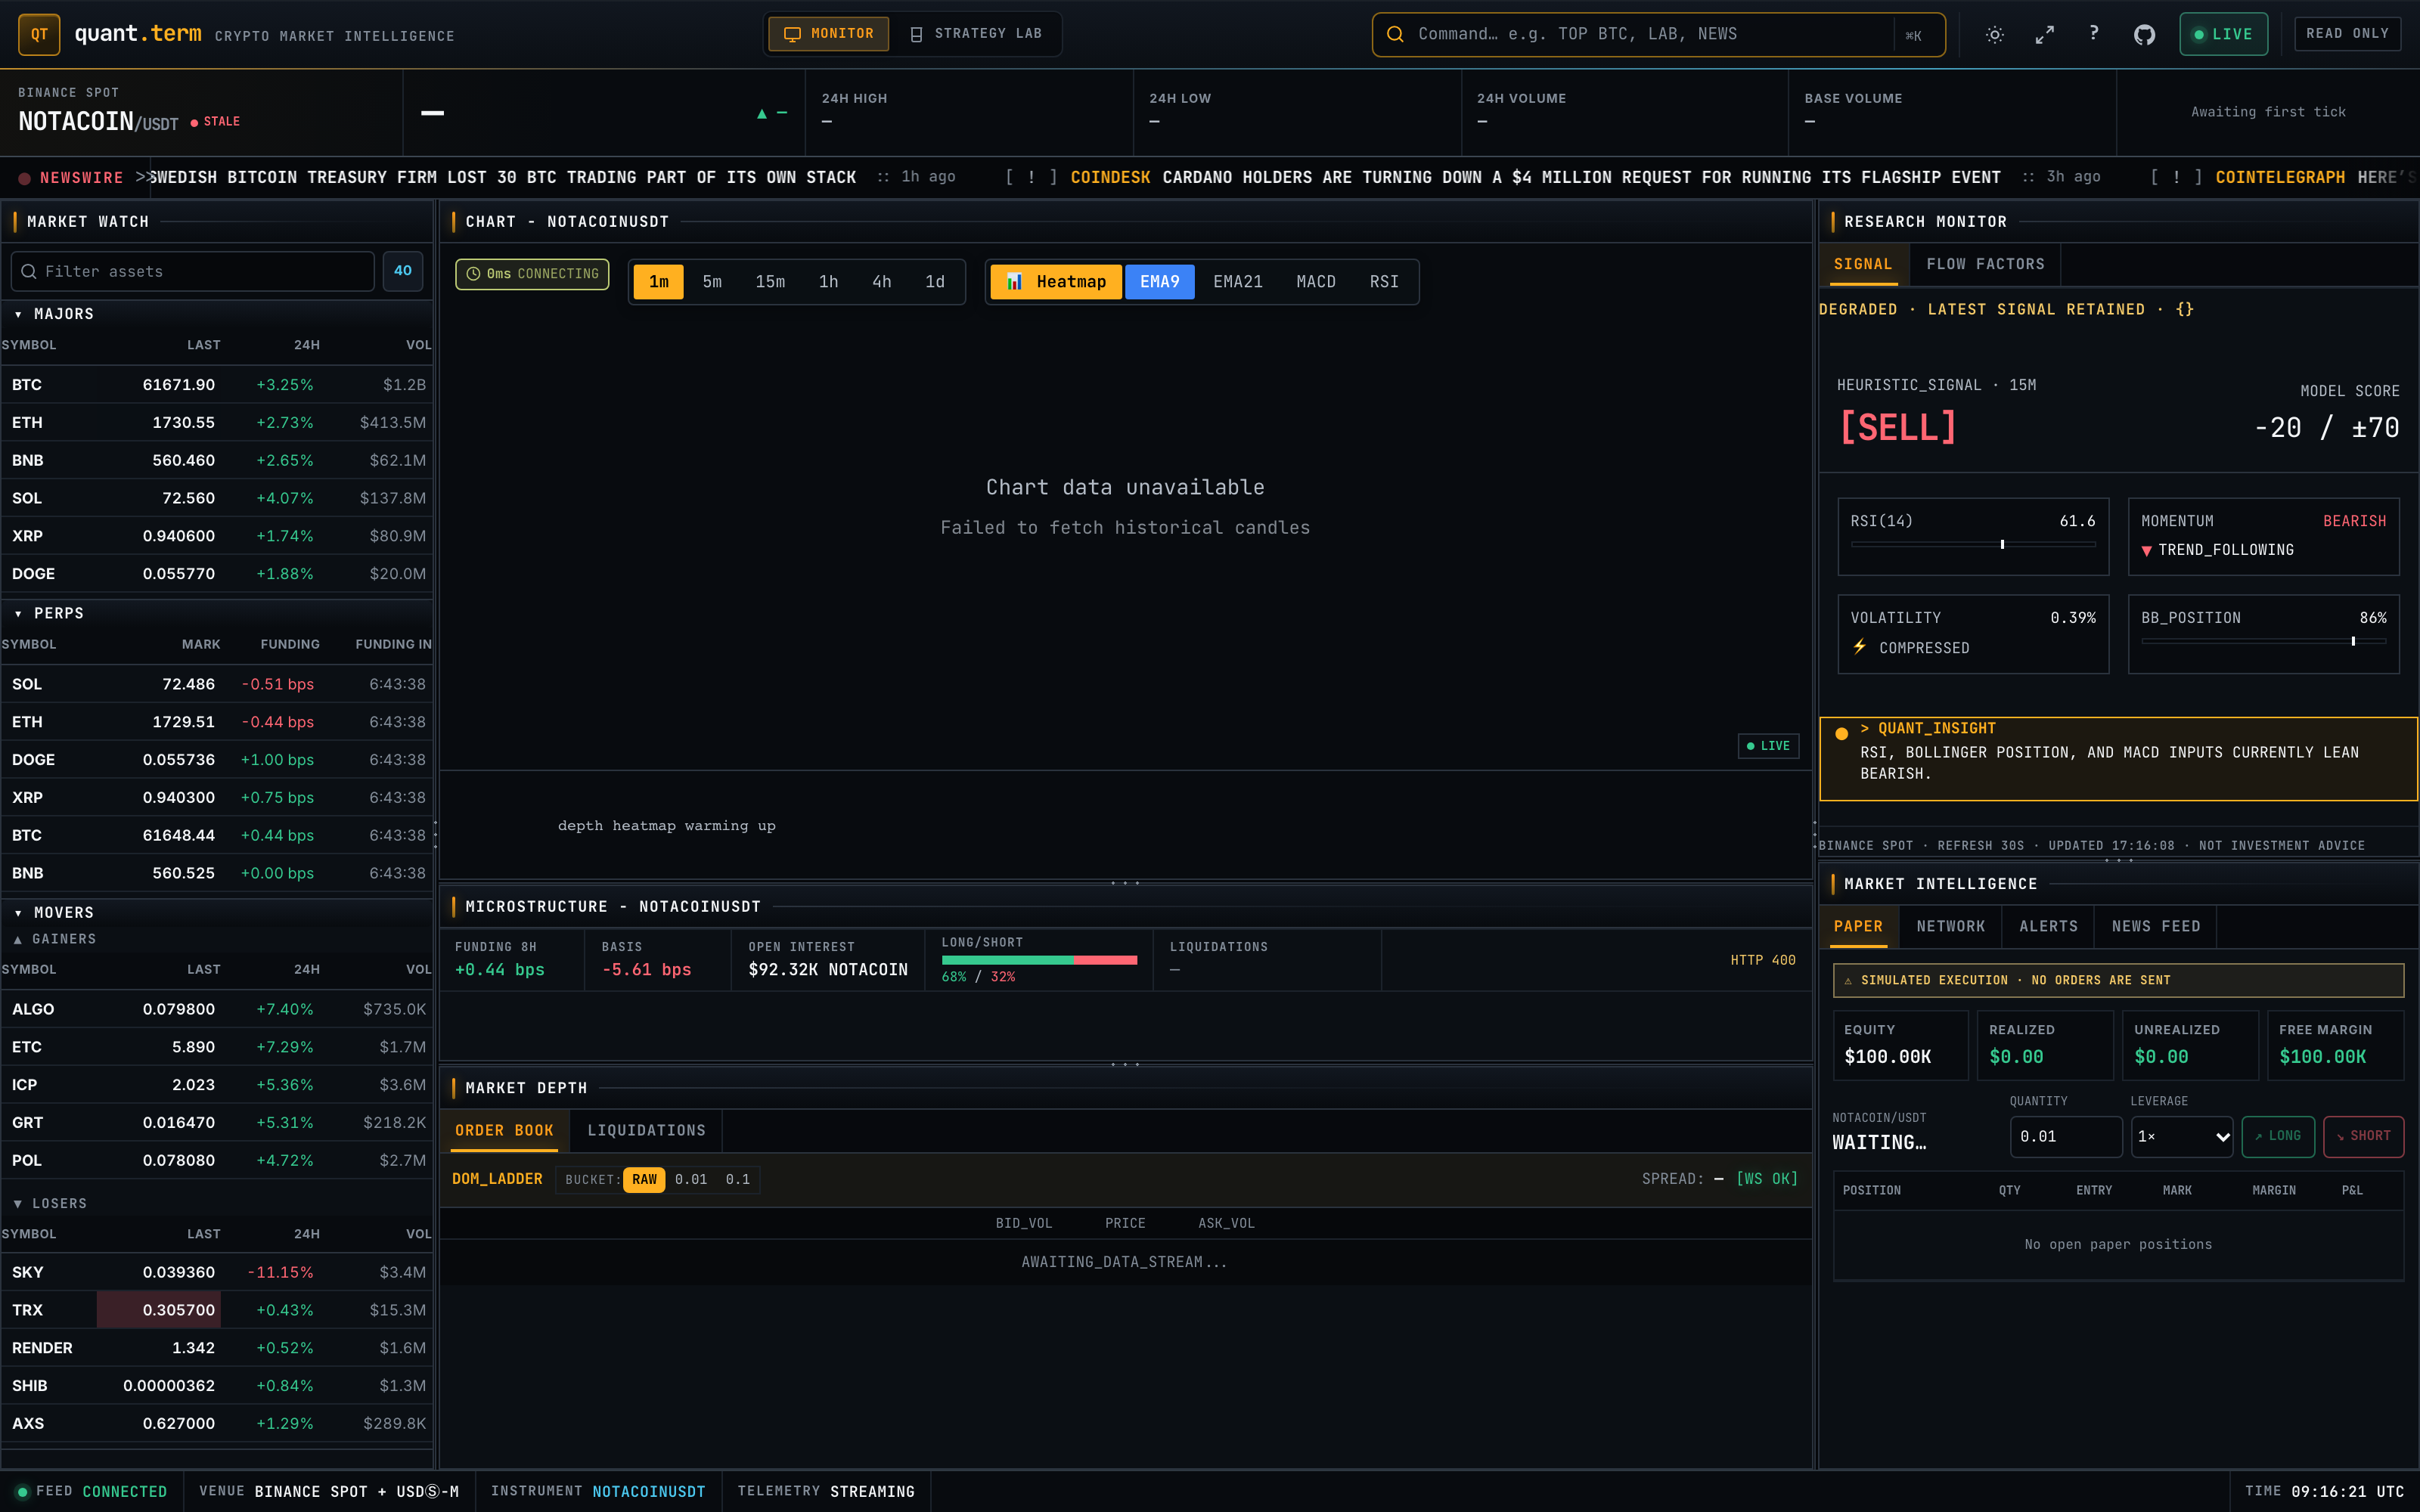 QT quant.term CRYPTO MARKET INTELLIGENCE
MONITOR STRATEGY LAB
Command… e.g. TOP BTC, LAB, NEWS ⌘K
? LIVE READ ONLY
BINANCE SPOT
NOTACOIN/USDT STALE
— ▲ —
24H HIGH
—
24H LOW
—
24H VOLUME
—
BASE VOLUME
—
Awaiting first tick
NEWSWIRE >> SWEDISH BITCOIN TREASURY FIRM LOST 30 BTC TRADING PART OF ITS OWN STACK :: 1h ago [ ! ] COINDESK CARDANO HOLDERS ARE TURNING DOWN A $4 MILLION REQUEST FOR RUNNING ITS FLAGSHIP EVENT :: 3h ago [ ! ] COINTELEGRAPH HERE'S
MARKET WATCH
Filter assets 40
▼ MAJORS
SYMBOL LAST 24H VOL
BTC 61671.90 +3.25% $1.2B
ETH 1730.55 +2.73% $413.5M
BNB 560.460 +2.65% $62.1M
SOL 72.560 +4.07% $137.8M
XRP 0.940600 +1.74% $80.9M
DOGE 0.055770 +1.88% $20.0M
▼ PERPS
SYMBOL MARK FUNDING FUNDING IN
SOL 72.486 -0.51 bps 6:43:38
ETH 1729.51 -0.44 bps 6:43:38
DOGE 0.055736 +1.00 bps 6:43:38
XRP 0.940300 +0.75 bps 6:43:38
BTC 61648.44 +0.44 bps 6:43:38
BNB 560.525 +0.00 bps 6:43:38
▼ MOVERS
▲ GAINERS
SYMBOL LAST 24H VOL
ALGO 0.079800 +7.40% $735.0K
ETC 5.890 +7.29% $1.7M
ICP 2.023 +5.36% $3.6M
GRT 0.016470 +5.31% $218.2K
POL 0.078080 +4.72% $2.7M
▼ LOSERS
SYMBOL LAST 24H VOL
SKY 0.039360 -11.15% $3.4M
TRX 0.305700 +0.43% $15.3M
RENDER 1.342 +0.52% $1.6M
SHIB 0.00000362 +0.84% $1.3M
AXS 0.627000 +1.29% $289.8K
CHART - NOTACOINUSDT
0ms CONNECTING
1m 5m 15m 1h 4h 1d
📊 Heatmap EMA9 EMA21 MACD RSI
Chart data unavailable
Failed to fetch historical candles
LIVE
depth heatmap warming up
MICROSTRUCTURE - NOTACOINUSDT
FUNDING 8H
+0.44 bps
BASIS
-5.61 bps
OPEN INTEREST
$92.32K NOTACOIN
LONG/SHORT
68% / 32%
LIQUIDATIONS
—
HTTP 400
MARKET DEPTH
ORDER BOOK LIQUIDATIONS
DOM_LADDER BUCKET: RAW 0.01 0.1 SPREAD: — [WS OK]
BID_VOL PRICE ASK_VOL
AWAITING_DATA_STREAM...
RESEARCH MONITOR
SIGNAL FLOW FACTORS
DEGRADED · LATEST SIGNAL RETAINED · {}
HEURISTIC_SIGNAL · 15M
[SELL]
MODEL SCORE
-20 / ±70
RSI(14) 61.6
MOMENTUM BEARISH
▼ TREND_FOLLOWING
VOLATILITY 0.39%
⚡ COMPRESSED
BB_POSITION 86%
> QUANT_INSIGHT
RSI, BOLLINGER POSITION, AND MACD INPUTS CURRENTLY LEAN
BEARISH.
BINANCE SPOT · REFRESH 30S · UPDATED 17:16:08 · NOT INVESTMENT ADVICE
MARKET INTELLIGENCE
PAPER NETWORK ALERTS NEWS FEED
⚠ SIMULATED EXECUTION · NO ORDERS ARE SENT
EQUITY
$100.00K
REALIZED
$0.00
UNREALIZED
$0.00
FREE MARGIN
$100.00K
NOTACOIN/USDT
WAITING…
QUANTITY
0.01
LEVERAGE
1×
↗ LONG
↘ SHORT
POSITION QTY ENTRY MARK MARGIN P&L
No open paper positions
FEED CONNECTED VENUE BINANCE SPOT + USDⓈ-M INSTRUMENT NOTACOINUSDT TELEMETRY STREAMING TIME 09:16:21 UTC